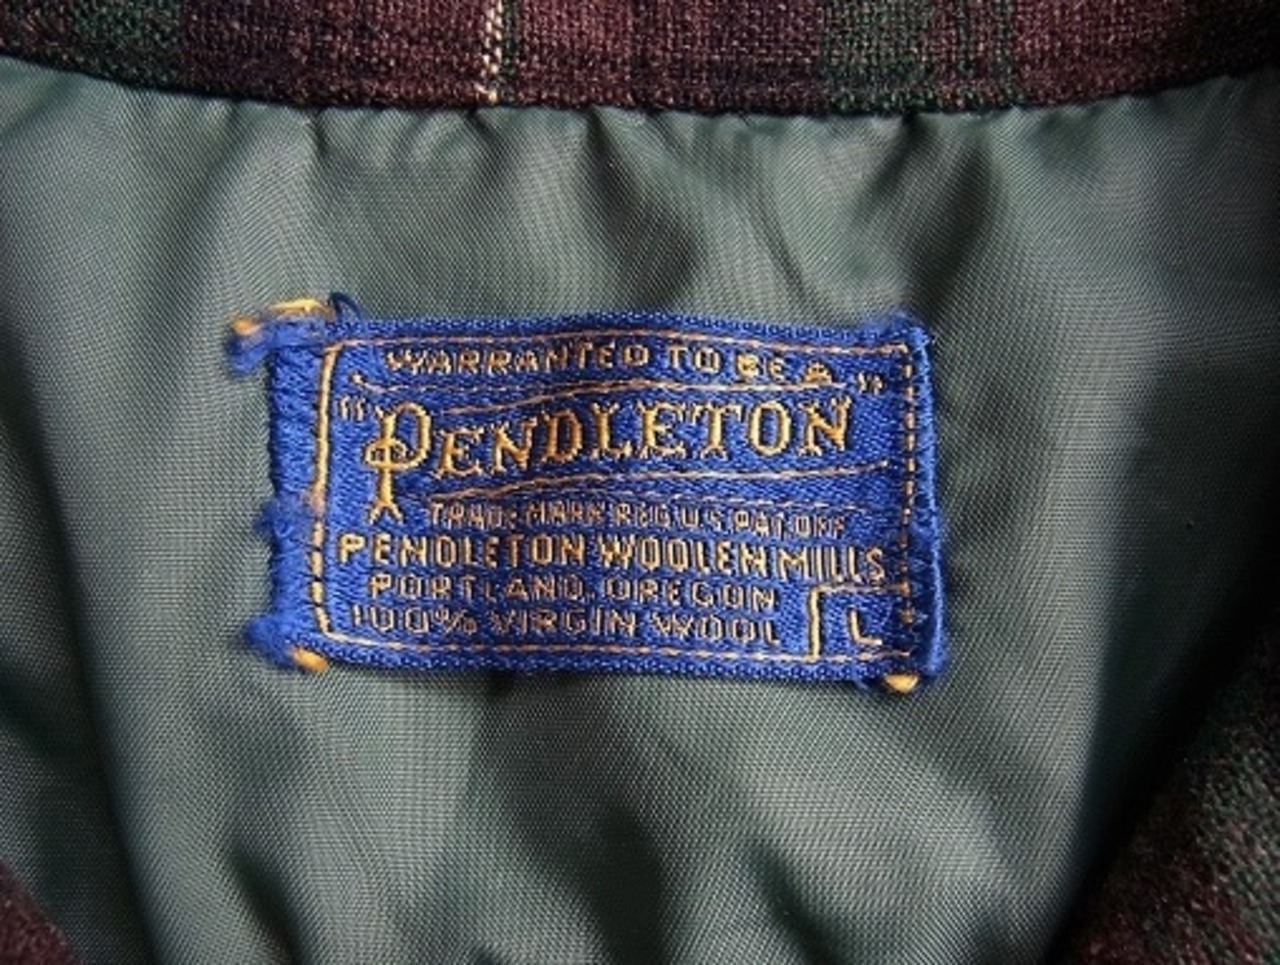 WARRANTED TO BE A
"PENDLETON"
TRADE MARK REG U.S. PAT. OFF.
PENDLETON WOOLEN MILLS
PORTLAND, OREGON
100% VIRGIN WOOL
L